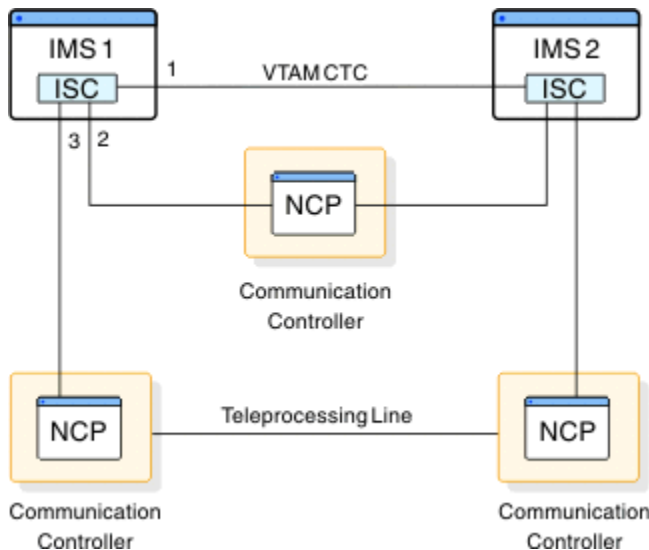 IMS 1
IMS 2
1
VTAM CTC
ISC
ISC
3
2
NCP
Communication
Controller
NCP
Teleprocessing Line
NCP
Communication
Controller
Communication
Controller